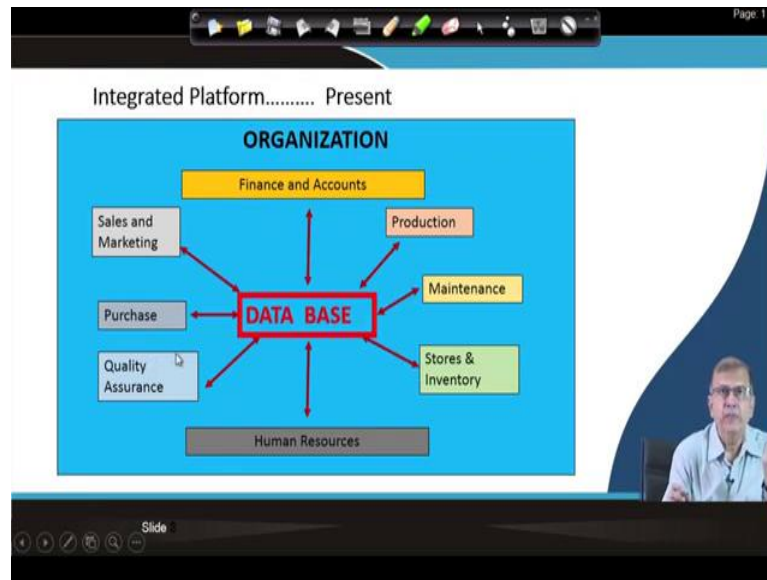 Page: 1
Integrated Platform.......... Present
ORGANIZATION
Finance and Accounts
Sales and
Marketing
Production
Purchase
DATA BASE
Maintenance
Quality
Assurance
Stores &
Inventory
Human Resources
Slide